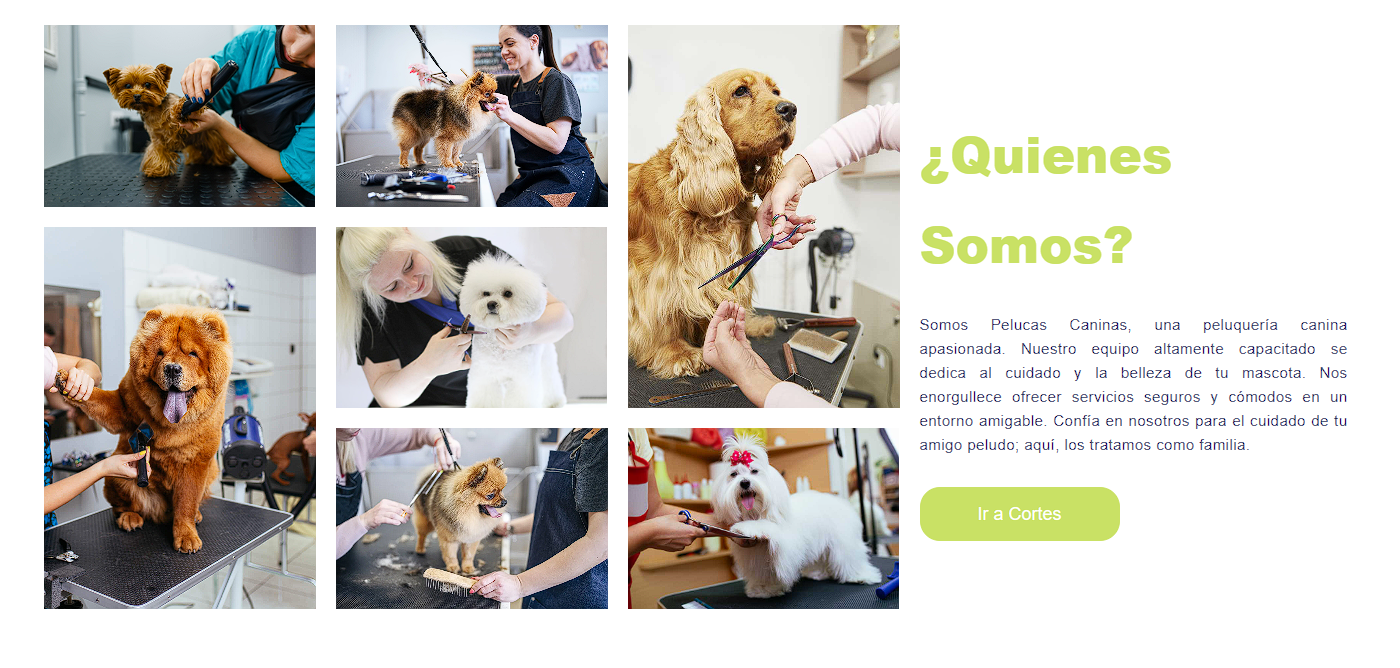 ¿Quienes
Somos?
Somos Pelucas Caninas, una peluquería canina
apasionada. Nuestro equipo altamente capacitado se
dedica al cuidado y la belleza de tu mascota. Nos
enorgullece ofrecer servicios seguros y cómodos en un
entorno amigable. Confía en nosotros para el cuidado de tu
amigo peludo; aquí, los tratamos como familia.
Ir a Cortes